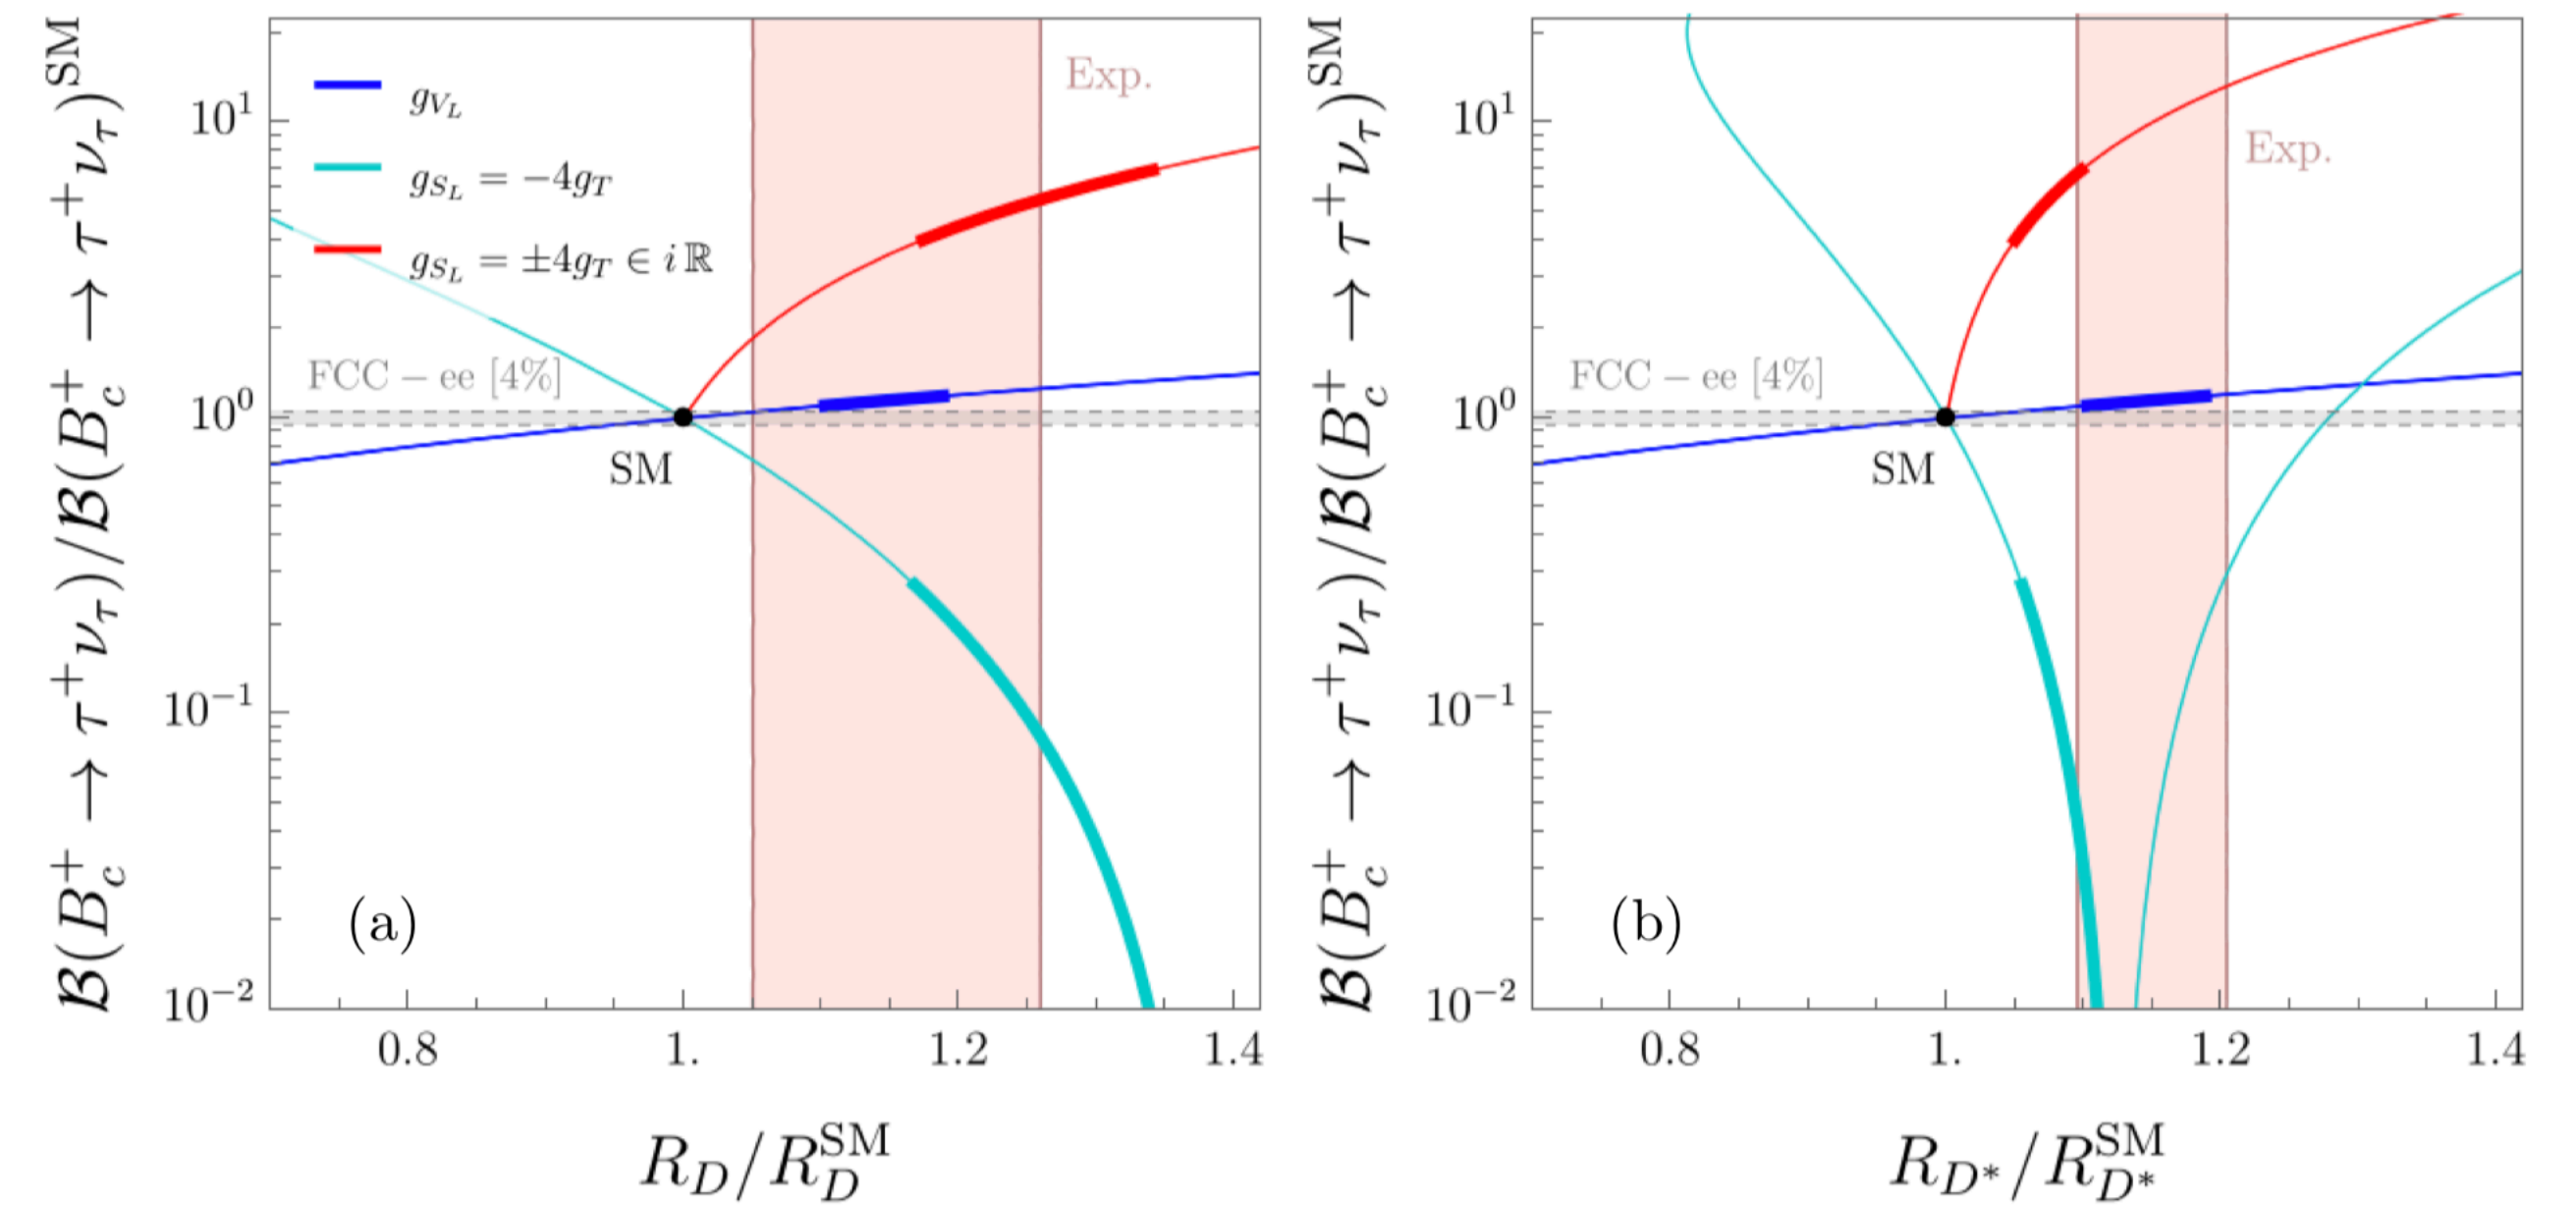 B(B_c^+ → τ^+ ν_τ)/B(B_c^+ → τ^+ ν_τ)^SM
10^1
10^0
10^−1
10^−2
g_{V_L}
g_{S_L} = −4g_T
g_{S_L} = ±4g_T ∈ i ℝ
Exp.
FCC − ee [4%]
SM
(a)
0.8 1. 1.2 1.4
R_D/R_D^SM
B(B_c^+ → τ^+ ν_τ)/B(B_c^+ → τ^+ ν_τ)^SM
10^1
10^0
10^−1
10^−2
Exp.
FCC − ee [4%]
SM
(b)
0.8 1. 1.2 1.4
R_{D*}/R_{D*}^SM